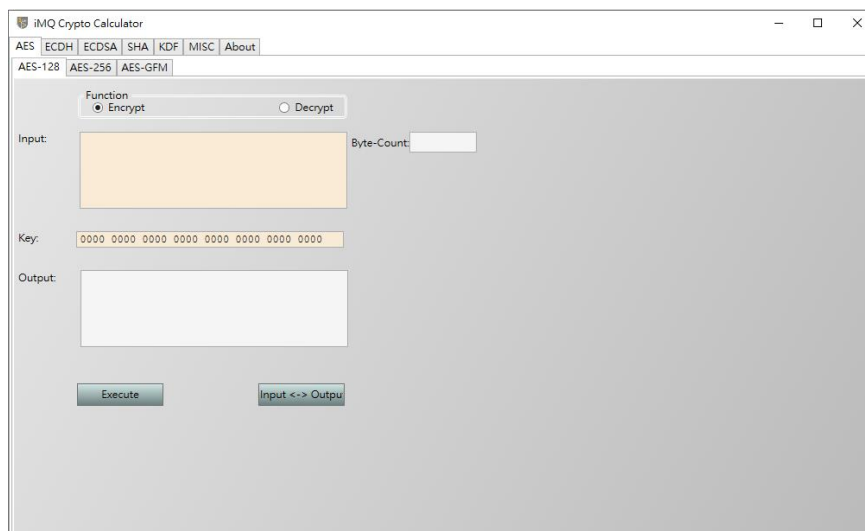 iMQ Crypto Calculator
AES ECDH ECDSA SHA KDF MISC About
AES-128 AES-256 AES-GFM
Function
Encrypt Decrypt
Input: Byte-Count:
Key: 0000 0000 0000 0000 0000 0000 0000 0000
Output:
Execute Input <-> Outpu